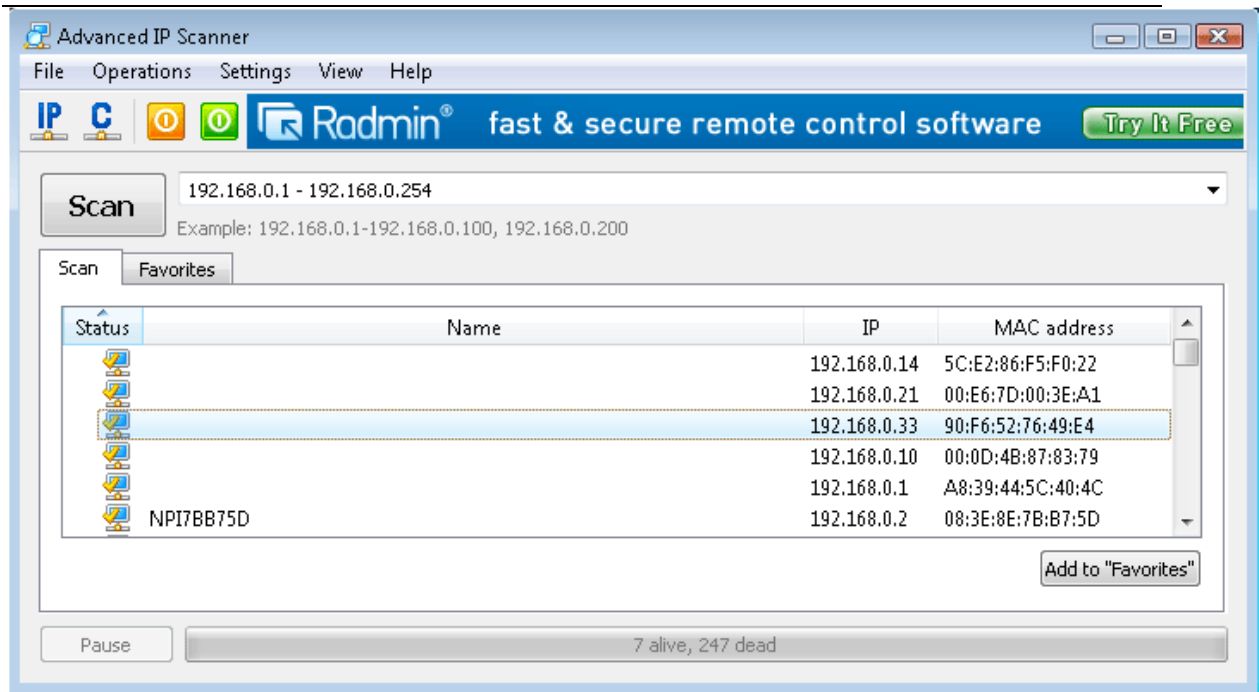 Advanced IP Scanner
File Operations Settings View Help
IP C Radmin® fast & secure remote control software Try It Free
Scan 192.168.0.1 - 192.168.0.254
Example: 192.168.0.1-192.168.0.100, 192.168.0.200
Scan Favorites
Status Name IP MAC address
192.168.0.14 5C:E2:86:F5:F0:22
192.168.0.21 00:E6:7D:00:3E:A1
192.168.0.33 90:F6:52:76:49:E4
192.168.0.10 00:0D:4B:87:83:79
192.168.0.1 A8:39:44:5C:40:4C
NPI7BB75D 192.168.0.2 08:3E:8E:7B:B7:5D
Add to "Favorites"
Pause 7 alive, 247 dead